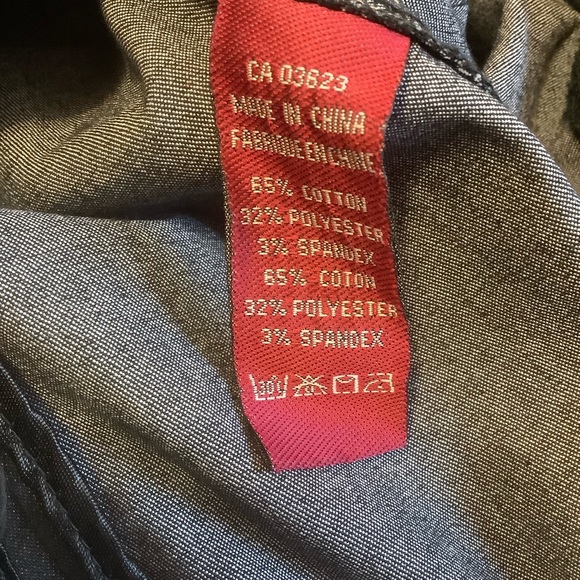 CA 03623
MADE IN CHINA
FABRIQUE EN CHINE
65% COTTON
32% POLYESTER
3% SPANDEX
65% COTON
32% POLYESTER
3% SPANDEX
30